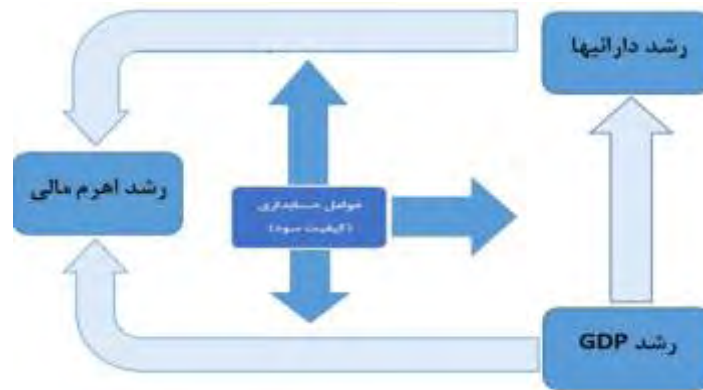 رشد دارائیها
رشد اهرم مالی
عوامل حسابداری
(کیفیت سود)
رشد GDP